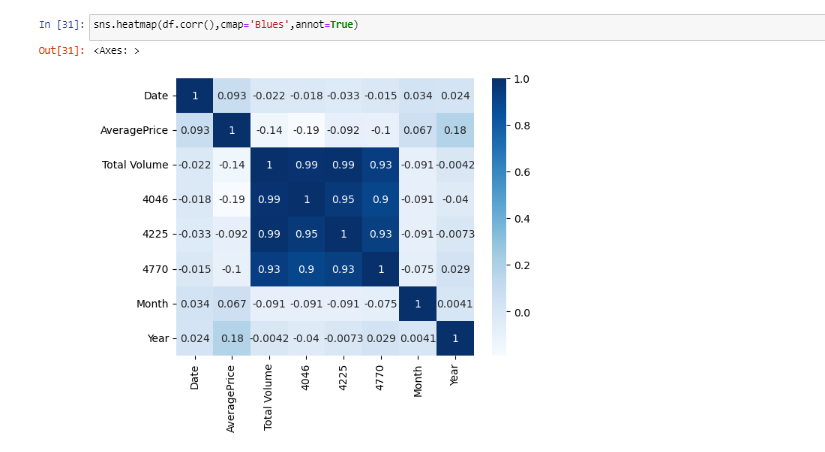 In [31]: sns.heatmap(df.corr(),cmap='Blues',annot=True)
Out[31]: <Axes: >
Date 1 0.093 -0.022 -0.018 -0.033 -0.015 0.034 0.024
AveragePrice 0.093 1 -0.14 -0.19 -0.092 -0.1 0.067 0.18
Total Volume -0.022 -0.14 1 0.99 0.99 0.93 -0.091 -0.0042
4046 -0.018 -0.19 0.99 1 0.95 0.9 -0.091 -0.04
4225 -0.033 -0.092 0.99 0.95 1 0.93 -0.091 -0.0073
4770 -0.015 -0.1 0.93 0.9 0.93 1 -0.075 0.029
Month 0.034 0.067 -0.091 -0.091 -0.091 -0.075 1 0.0041
Year 0.024 0.18 -0.0042 -0.04 -0.0073 0.029 0.0041 1
Date
AveragePrice
Total Volume
4046
4225
4770
Month
Year
1.0
0.8
0.6
0.4
0.2
0.0